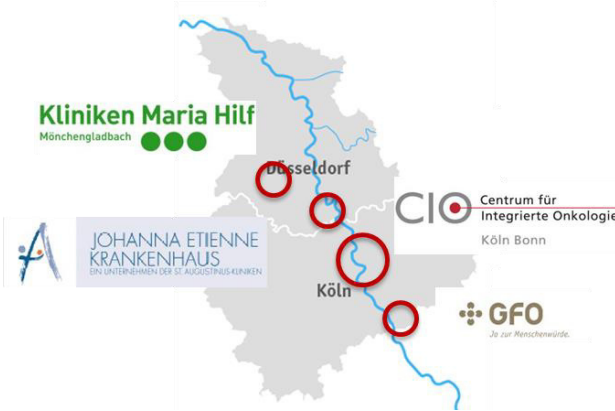 Kliniken Maria Hilf
Mönchengladbach
Düsseldorf
CIO
Centrum für
Integrierte Onkologie
Köln Bonn
JOHANNA ETIENNE
KRANKENHAUS
EIN UNTERNEHMEN DER ST. AUGUSTINUS-KLINIKEN
Köln
GFO
Ja zur Menschenwürde.